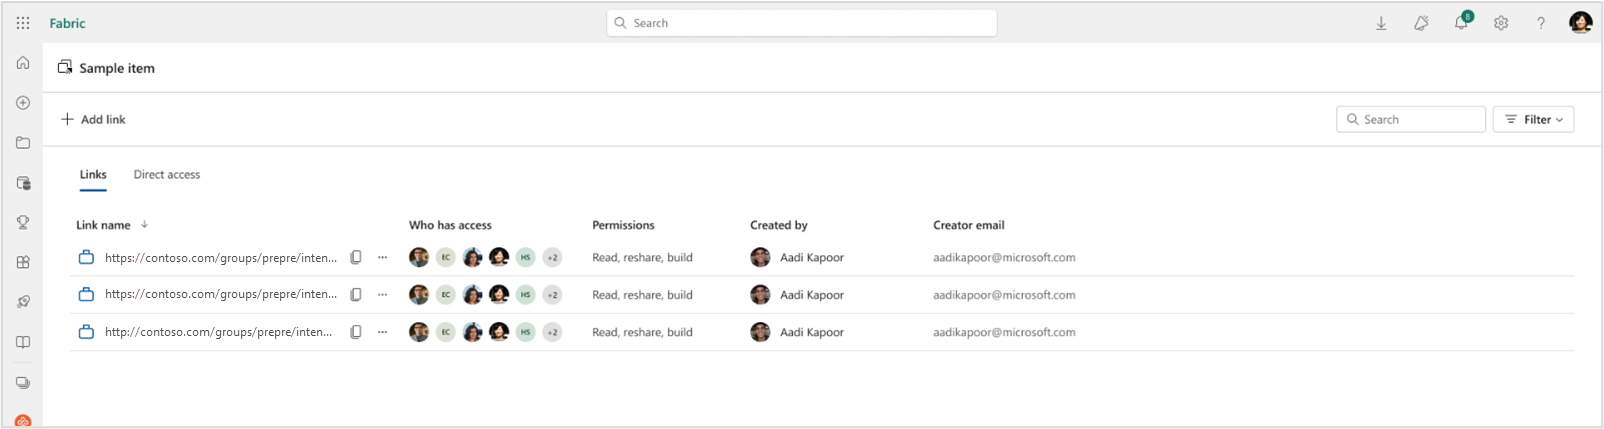 Fabric
Search
8
?
Sample item
Add link
Search
Filter
Links Direct access
Link name Who has access Permissions Created by Creator email
https://contoso.com/groups/prepre/inten... ... EC HS +2 Read, reshare, build Aadi Kapoor aadikapoor@microsoft.com
https://contoso.com/groups/prepre/inten... ... EC HS +2 Read, reshare, build Aadi Kapoor aadikapoor@microsoft.com
http://contoso.com/groups/prepre/inten... ... EC HS +2 Read, reshare, build Aadi Kapoor aadikapoor@microsoft.com